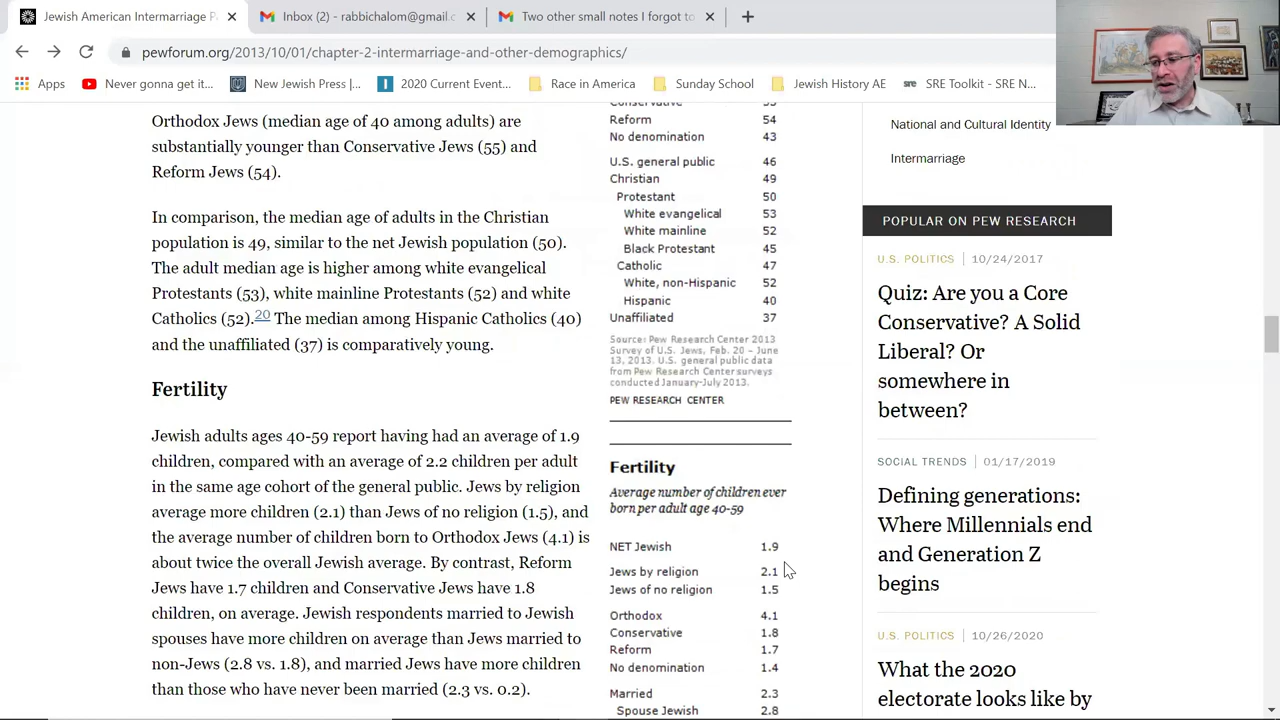 Jewish American Intermarriage Pa
Inbox (2) - rabbichalom@gmail.
Two other small notes I forgot to
pewforum.org/2013/10/01/chapter-2-intermarriage-and-other-demographics/
Apps
Never gonna get it...
New Jewish Press |...
200 Current Event...
Race in America
Sunday School
Jewish History AE
SRE Toolkit - SRE N...
Orthodox Jews (median age of 40 among adults) are
substantially younger than Conservative Jews (55) and
Reform Jews (54).
In comparison, the median age of adults in the Christian
population is 49, similar to the net Jewish population (50).
The adult median age is higher among white evangelical
Protestants (53), white mainline Protestants (52) and white
Catholics (52).20 The median among Hispanic Catholics (40)
and the unaffiliated (37) is comparatively young.
Fertility
Jewish adults ages 40-59 report having had an average of 1.9
children, compared with an average of 2.2 children per adult
in the same age cohort of the general public. Jews by religion
average more children (2.1) than Jews of no religion (1.5), and
the average number of children born to Orthodox Jews (4.1) is
about twice the overall Jewish average. By contrast, Reform
Jews have 1.7 children and Conservative Jews have 1.8
children, on average. Jewish respondents married to Jewish
spouses have more children on average than Jews married to
non-Jews (2.8 vs. 1.8), and married Jews have more children
than those who have never been married (2.3 vs. 0.2).
Conservative 55
Reform 54
No denomination 43
U.S. general public 46
Christian 49
Protestant 50
White evangelical 53
White mainline 52
Black Protestant 45
Catholic 47
White, non-Hispanic 52
Hispanic 40
Unaffiliated 37
Source: Pew Research Center 2013
Survey of U.S. Jews, Feb. 20 – June
13, 2013. U.S. general public data
from Pew Research Center surveys
conducted January-July 2013.
PEW RESEARCH CENTER
Fertility
Average number of children ever
born per adult age 40-59
NET Jewish 1.9
Jews by religion 2.1
Jews of no religion 1.5
Orthodox 4.1
Conservative 1.8
Reform 1.7
No denomination 1.4
Married 2.3
Spouse Jewish 2.8
National and Cultural Identity
Intermarriage
POPULAR ON PEW RESEARCH
U.S. POLITICS | 10/24/2017
Quiz: Are you a Core
Conservative? A Solid
Liberal? Or
somewhere in
between?
SOCIAL TRENDS | 01/17/2019
Defining generations:
Where Millennials end
and Generation Z
begins
U.S. POLITICS | 10/26/2020
What the 2020
electorate looks like by